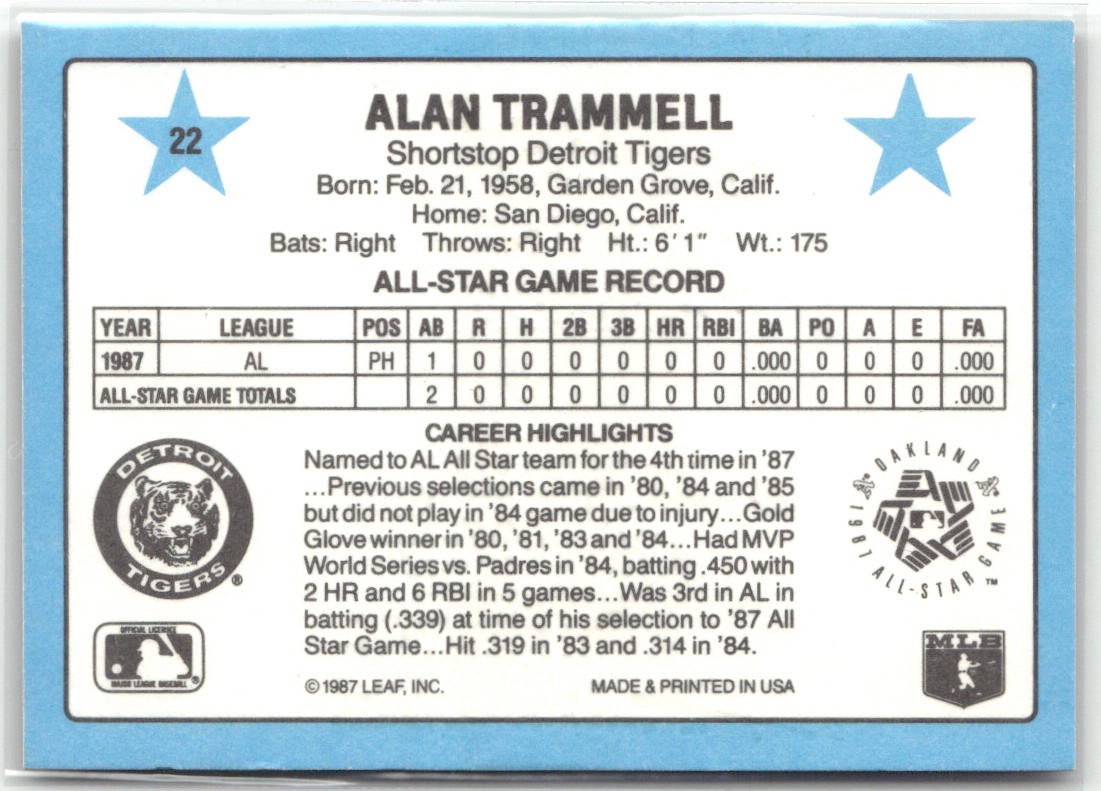 22
ALAN TRAMMELL
Shortstop Detroit Tigers
Born: Feb. 21, 1958, Garden Grove, Calif.
Home: San Diego, Calif.
Bats: Right Throws: Right Ht.: 6' 1" Wt.: 175
ALL-STAR GAME RECORD
YEAR LEAGUE POS AB R H 2B 3B HR RBI BA PO A E FA
1987 AL PH 1 0 0 0 0 0 0 .000 0 0 0 .000
ALL-STAR GAME TOTALS 2 0 0 0 0 0 0 .000 0 0 0 .000
CAREER HIGHLIGHTS
Named to AL All Star team for the 4th time in '87
...Previous selections came in '80, '84 and '85
but did not play in '84 game due to injury...Gold
Glove winner in '80, '81, '83 and '84...Had MVP
World Series vs. Padres in '84, batting .450 with
2 HR and 6 RBI in 5 games...Was 3rd in AL in
batting (.339) at time of his selection to '87 All
Star Game...Hit .319 in '83 and .314 in '84.
© 1987 LEAF, INC. MADE & PRINTED IN USA
DETROIT
TIGERS ®
OFFICIAL LICENSEE
MAJOR LEAGUE BASEBALL ®
OAKLAND
1987 ALL-STAR GAME ™
MLB